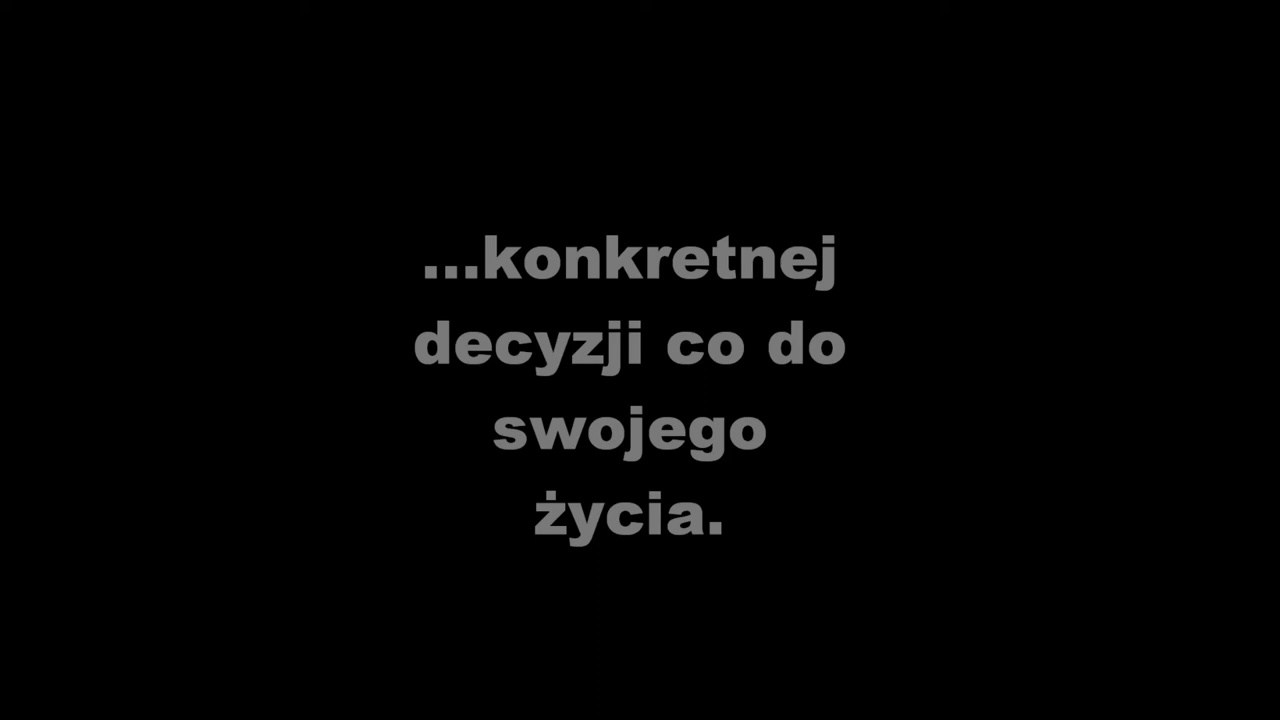 ...konkretnej
decyzji co do
swojego
życia.